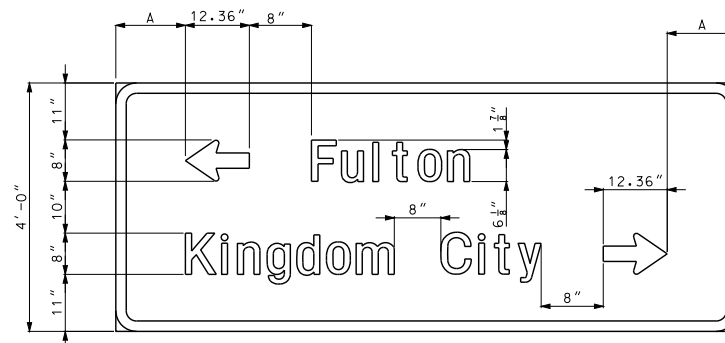 A 12.36" 8" A
11"
1 7/8"
8" Fulton
12.36"
4'-0" 10" 8" 6 1/8"
8" Kingdom City
8"
11"